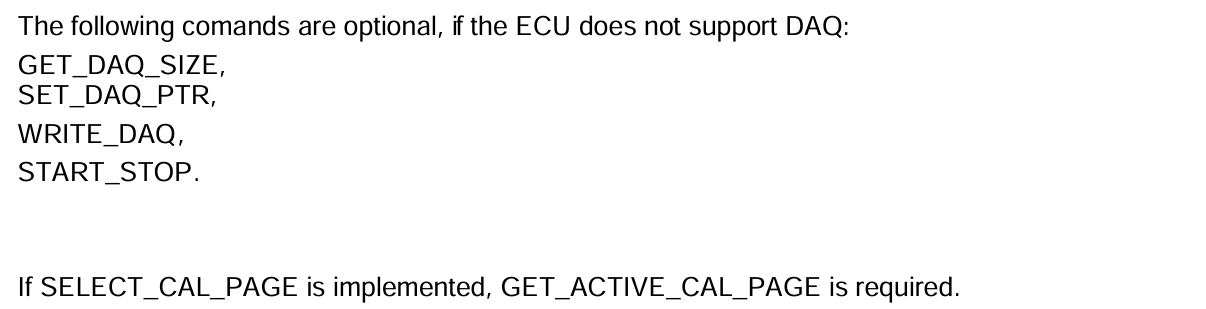 The following comands are optional, if the ECU does not support DAQ:
GET_DAQ_SIZE,
SET_DAQ_PTR,
WRITE_DAQ,
START_STOP.
If SELECT_CAL_PAGE is implemented, GET_ACTIVE_CAL_PAGE is required.